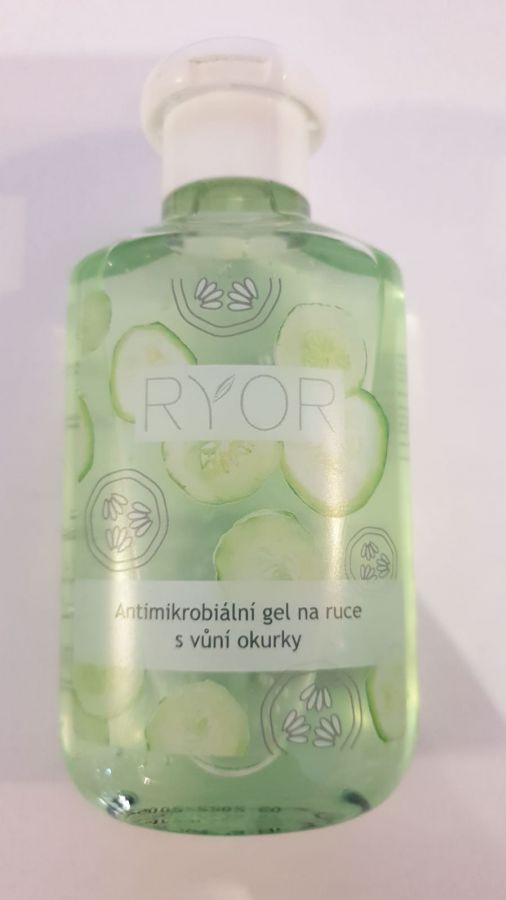 RYOR
Antimikrobiální gel na ruce
s vůní okurky